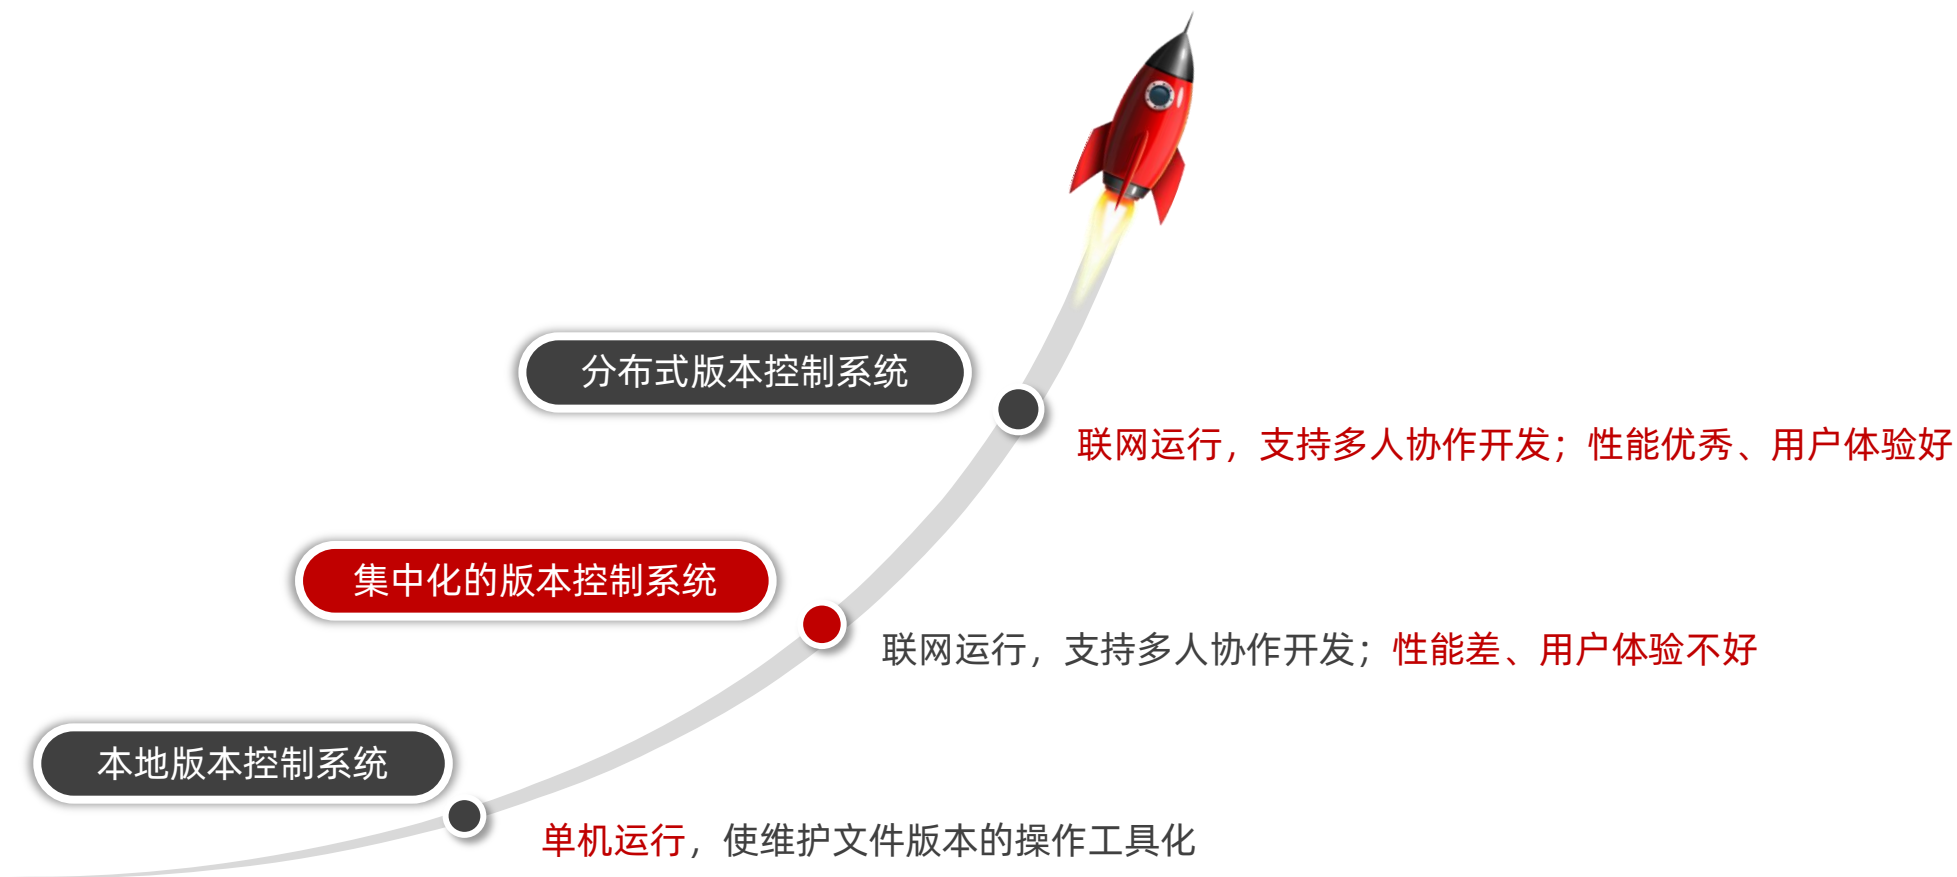 分布式版本控制系统
联网运行，支持多人协作开发；性能优秀、用户体验好
集中化的版本控制系统
联网运行，支持多人协作开发；性能差、用户体验不好
本地版本控制系统
单机运行，使维护文件版本的操作工具化